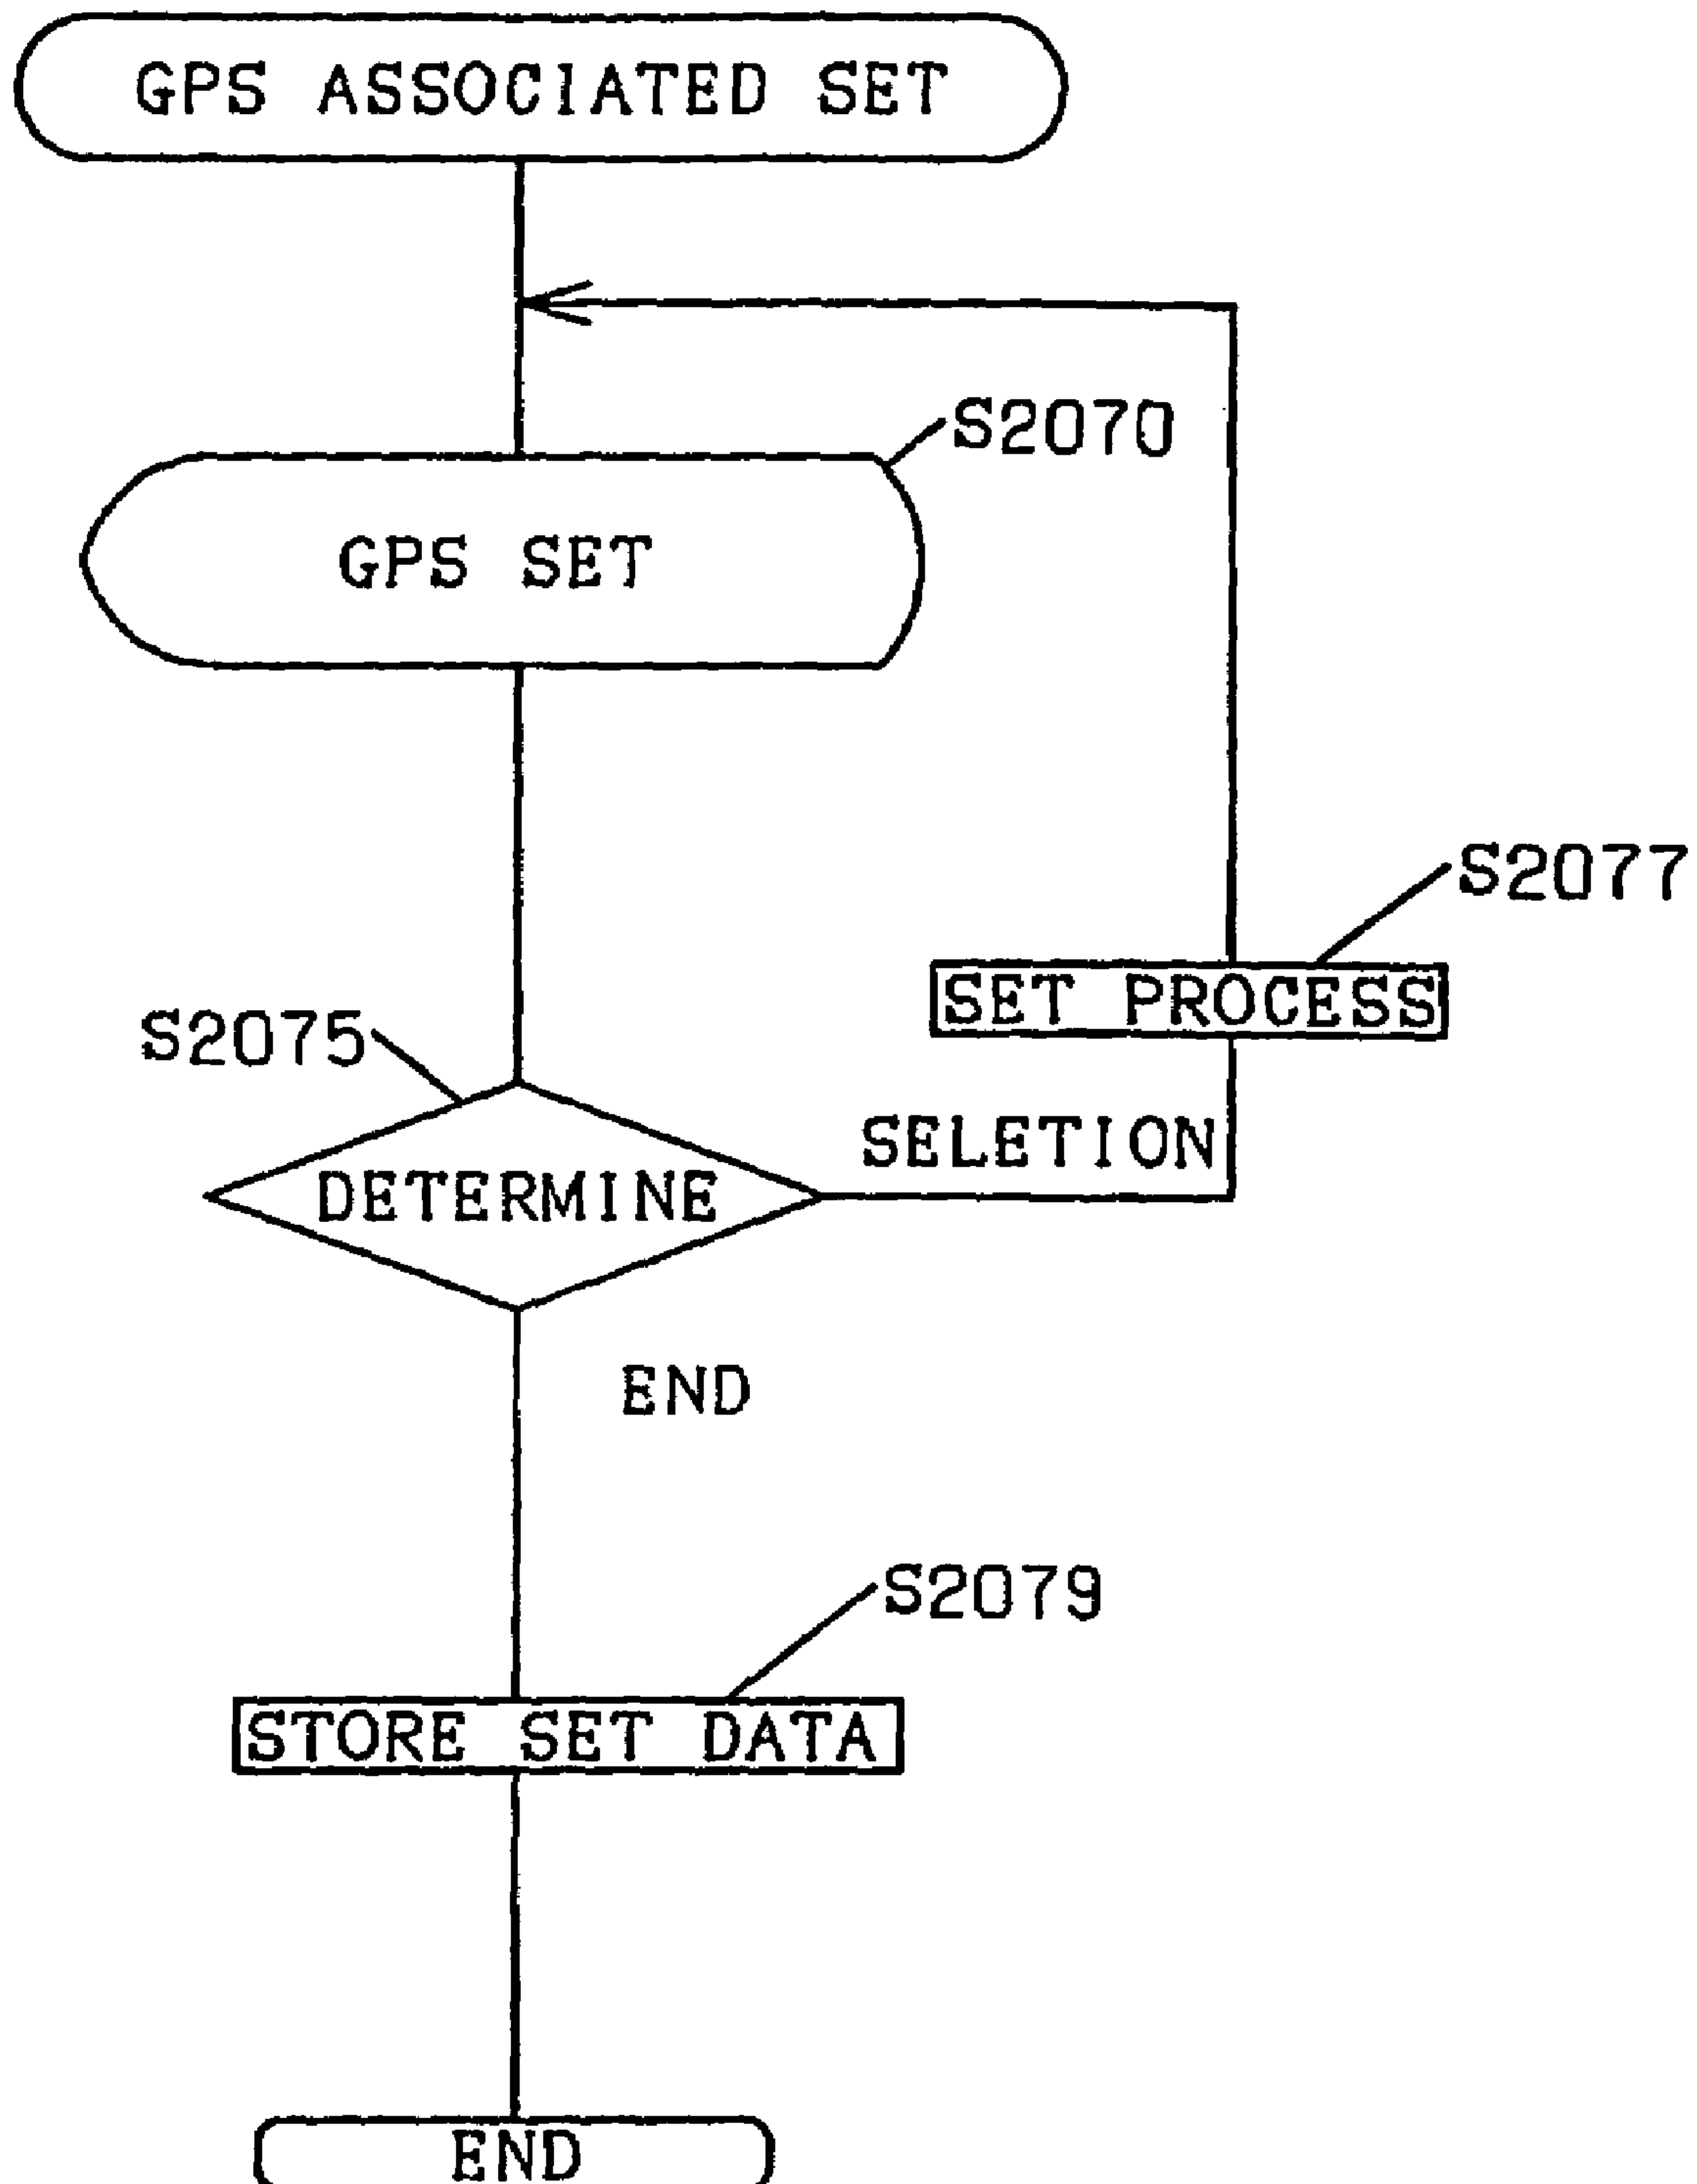 GPS ASSOCIATED SET
S2070
GPS SET
S2077
SET PROCESS
S2075
SELETION
DETERMINE
END
S2079
STORE SET DATA
END